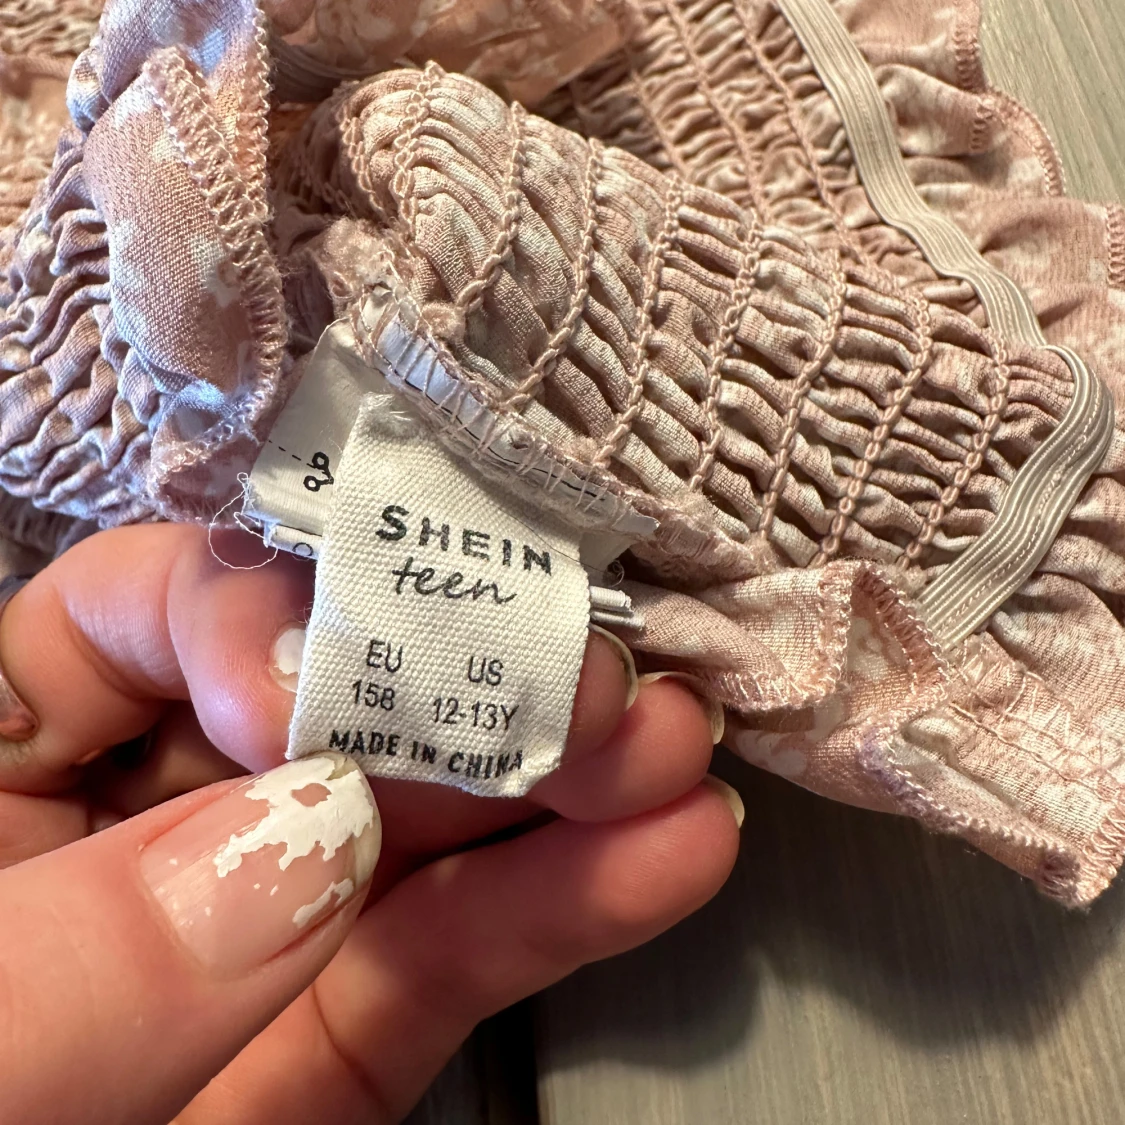 SHEIN
teen
EU US
158 12-13Y
MADE IN CHINA